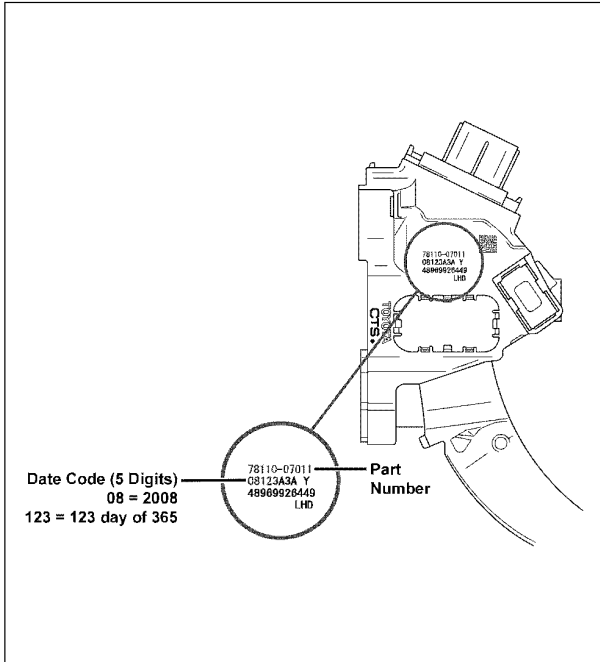 78110-07011
08123A3A Y
48969926449
LHD
TOYOTA
CTS
78110-07011
08123A3A Y
48969926449
LHD
Part
Number
Date Code (5 Digits)
08 = 2008
123 = 123 day of 365